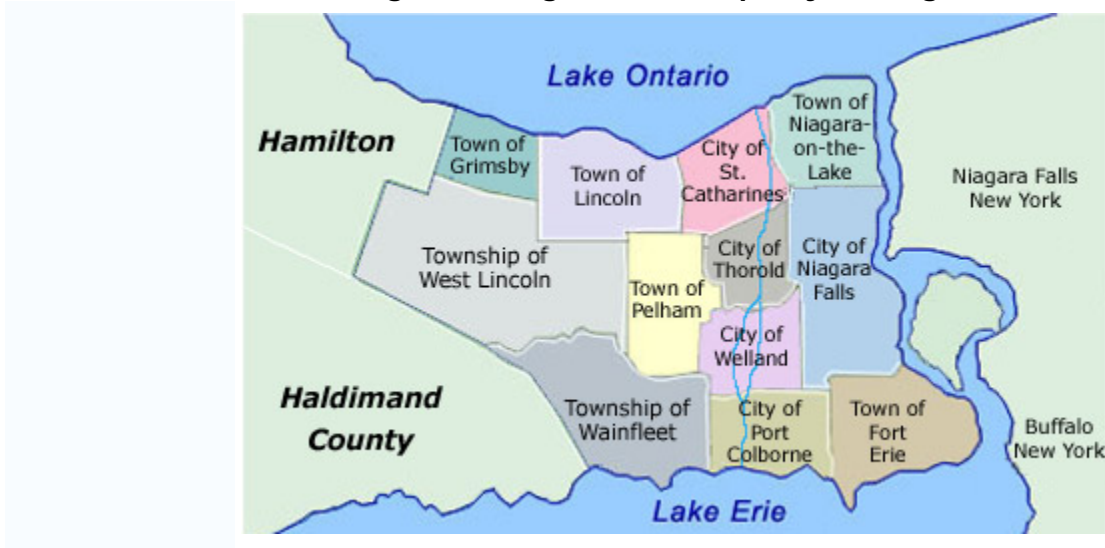 Lake Ontario
Hamilton
Town of
Grimsby
Town of
Lincoln
City of
St.
Catharines
Town of
Niagara-
on-the-
Lake
Niagara Falls
New York
Township of
West Lincoln
Town of
Pelham
City of
Thorold
City of
Niagara
Falls
City of
Welland
Haldimand
County
Township of
Wainfleet
City of
Port
Colborne
Town of
Fort
Erie
Buffalo
New York
Lake Erie